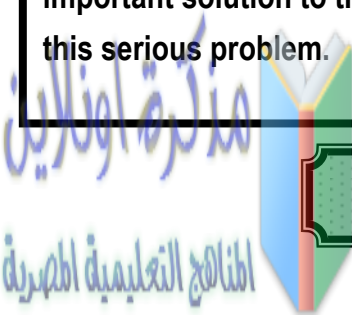 important solution to th
this serious problem.
مذكرة اونلاين
المناهج التعليمية المصرية